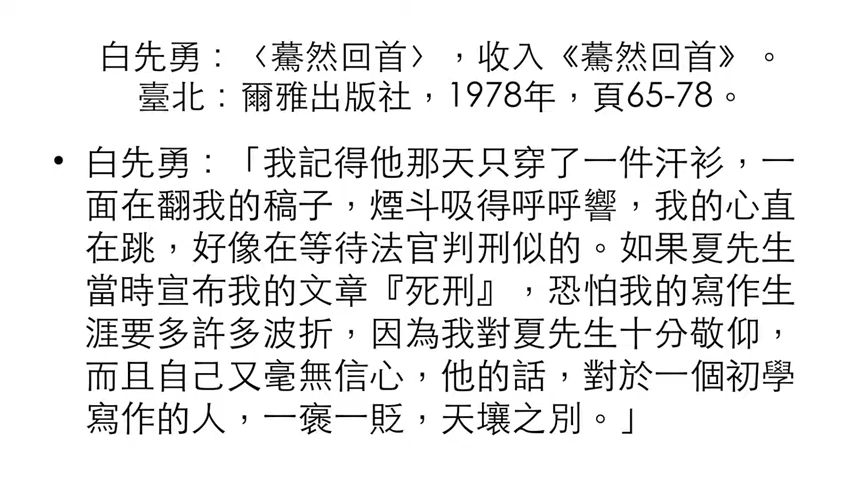 白先勇：〈驀然回首〉，收入《驀然回首》。
臺北：爾雅出版社，1978年，頁65-78。
• 白先勇：「我記得他那天只穿了一件汗衫，一
面在翻我的稿子，煙斗吸得呼呼響，我的心直
在跳，好像在等待法官判刑似的。如果夏先生
當時宣布我的文章『死刑』，恐怕我的寫作生
涯要多許多波折，因為我對夏先生十分敬仰，
而且自己又毫無信心，他的話，對於一個初學
寫作的人，一褒一貶，天壤之別。」